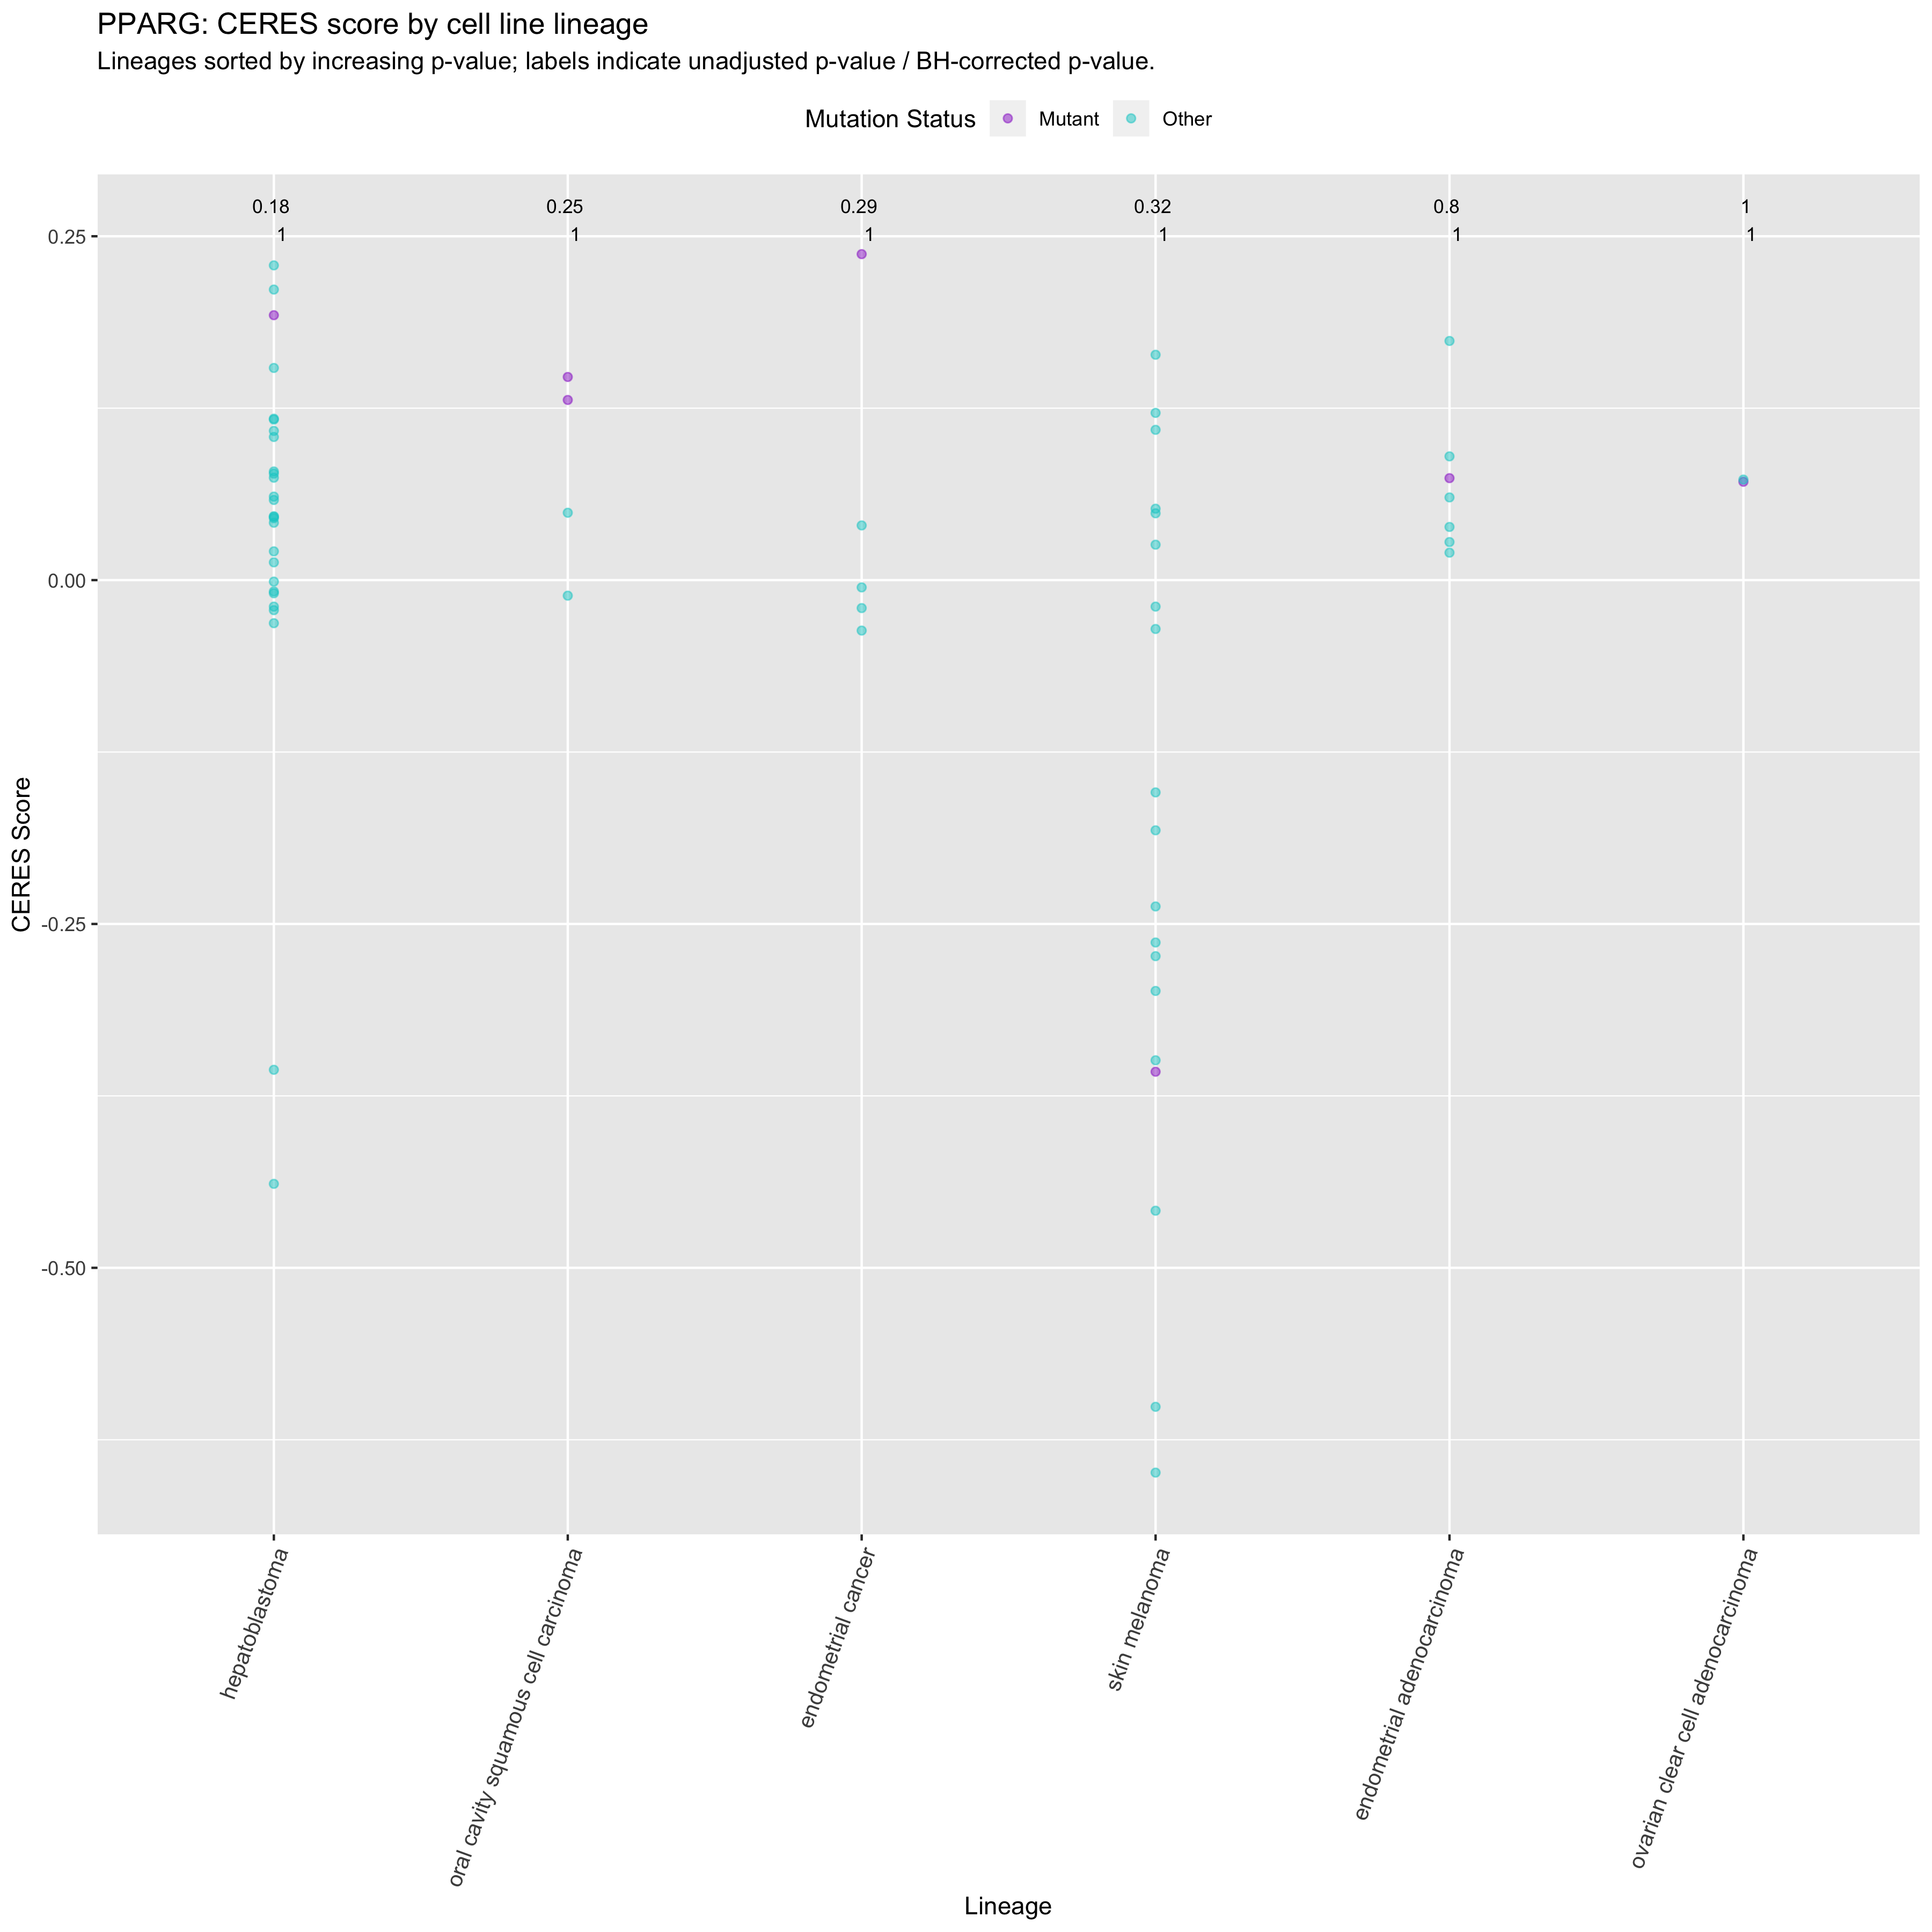 PPARG: CERES score by cell line lineage
Lineages sorted by increasing p-value; labels indicate unadjusted p-value / BH-corrected p-value.
Mutation Status Mutant Other
0.18 0.25 0.29 0.32 0.8 1
1 1 1 1 1 1
0.25
0.00
-0.25
-0.50
CERES Score
hepatoblastoma
oral cavity squamous cell carcinoma
endometrial cancer
skin melanoma
endometrial adenocarcinoma
ovarian clear cell adenocarcinoma
Lineage